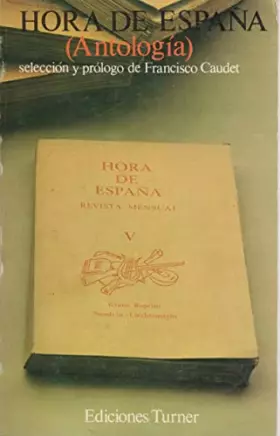 HORA DE ESPAÑA
(Antología)
selección y prólogo de Francisco Caudet
HORA
DE
ESPAÑA
REVISTA MENSUAL
V
Ediciones Turner